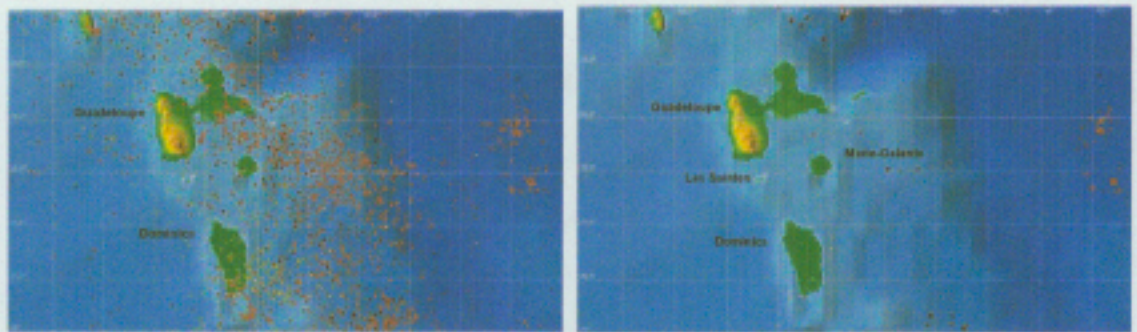 Guadeloupe
Dominica
Guadeloupe
Marie-Galante
Les Saintes
Dominica